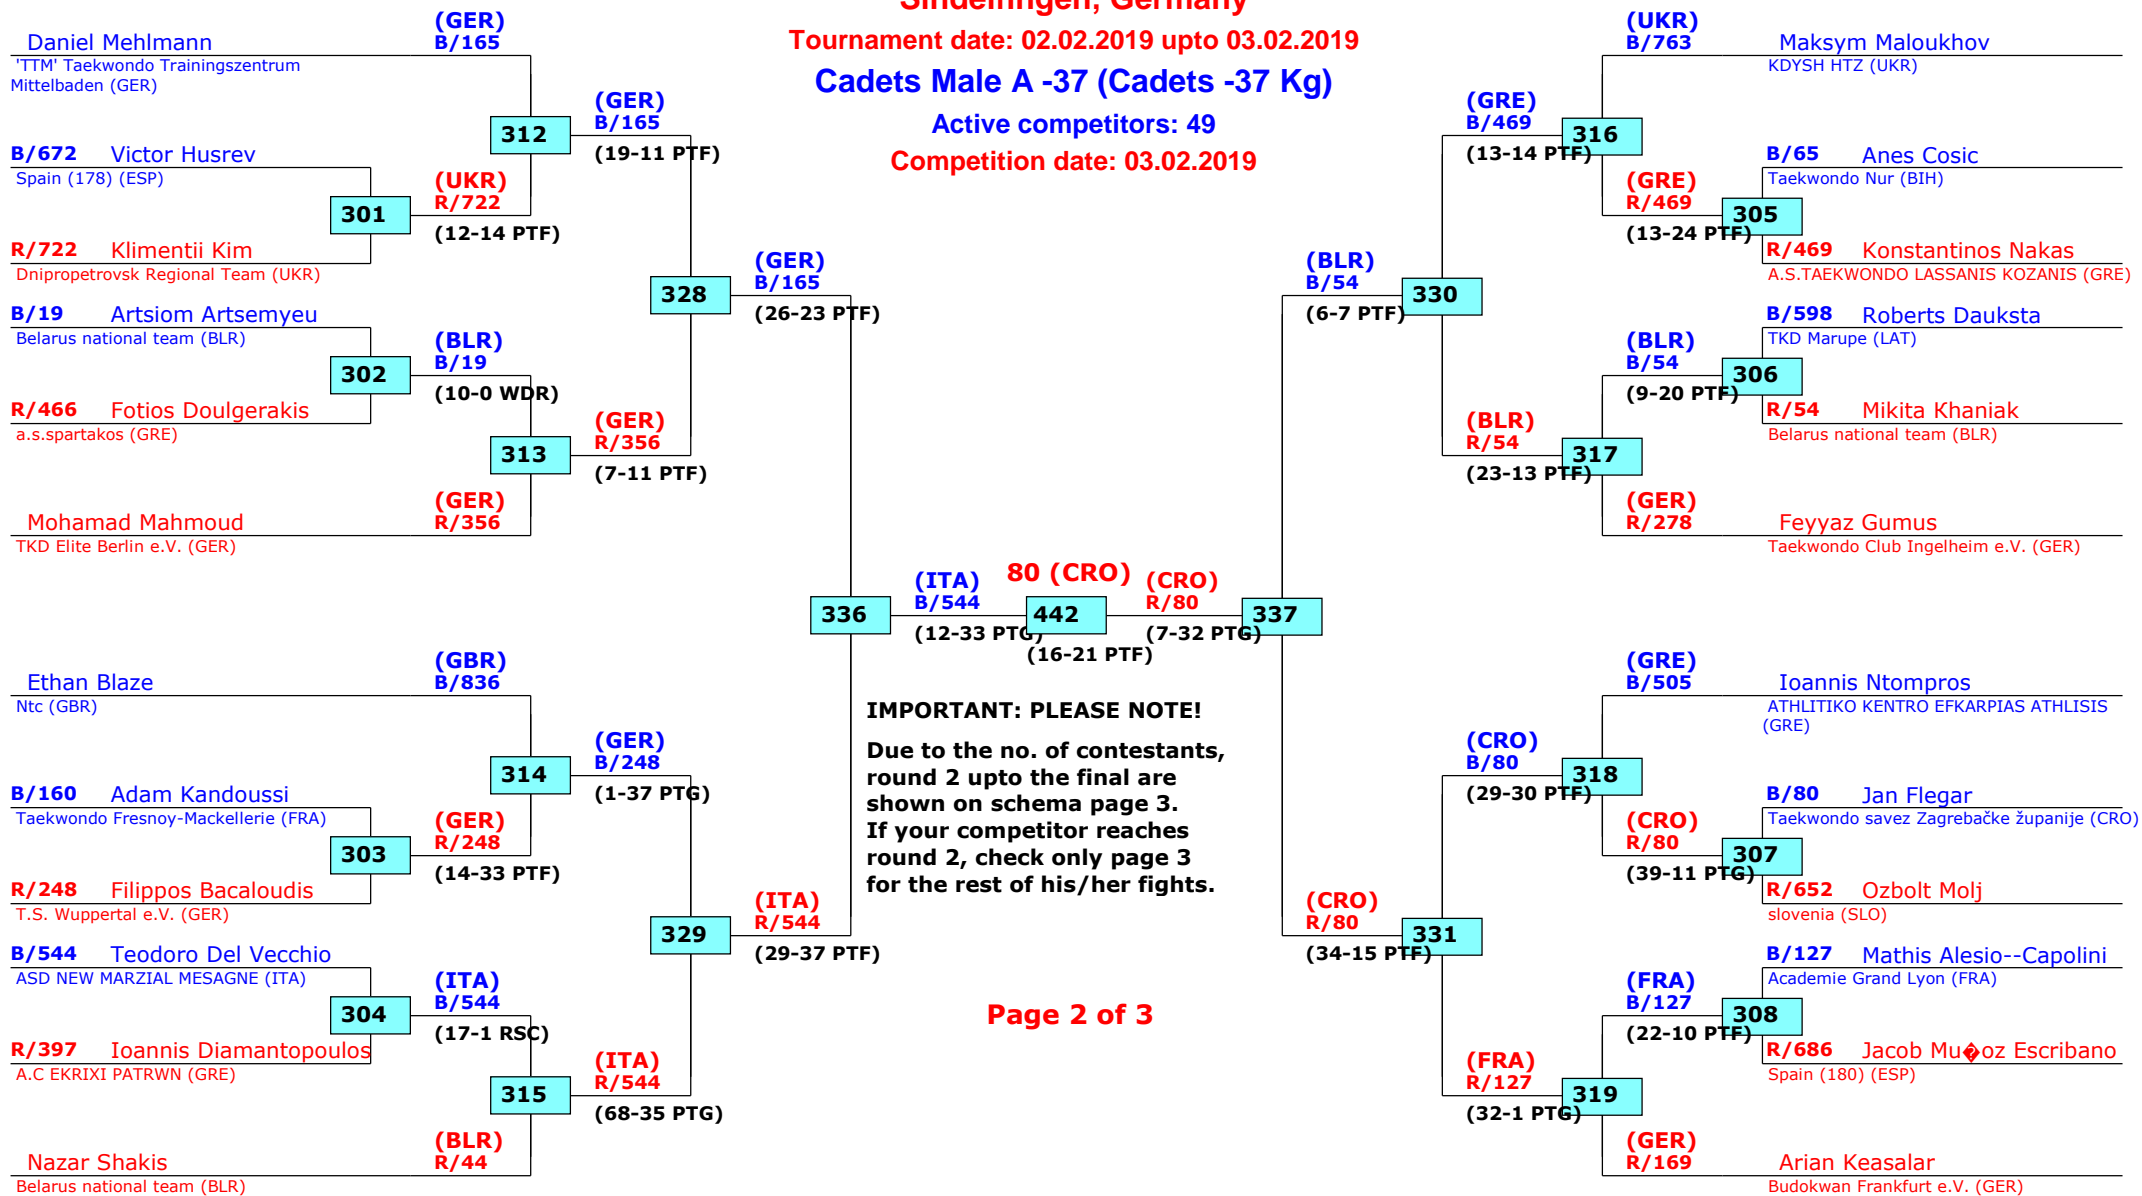 Sindelfingen, Germany
Tournament date: 02.02.2019 upto 03.02.2019
Cadets Male A -37 (Cadets -37 Kg)
Active competitors: 49
Competition date: 03.02.2019
Daniel Mehlmann
'TTM' Taekwondo Trainingszentrum
Mittelbaden (GER)
(GER)
B/165
B/672 Victor Husrev
Spain (178) (ESP)
301
R/722 Klimentii Kim
Dnipropetrovsk Regional Team (UKR)
(UKR)
R/722
(12-14 PTF)
312
(GER)
B/165
(19-11 PTF)
B/19 Artsiom Artsemyeu
Belarus national team (BLR)
302
R/466 Fotios Doulgerakis
a.s.spartakos (GRE)
(BLR)
B/19
(10-0 WDR)
313
(GER)
R/356
(7-11 PTF)
Mohamad Mahmoud
TKD Elite Berlin e.V. (GER)
(GER)
R/356
328
(GER)
B/165
(26-23 PTF)
Ethan Blaze
Ntc (GBR)
(GBR)
B/836
B/160 Adam Kandoussi
Taekwondo Fresnoy-Mackellerie (FRA)
303
R/248 Filippos Bacaloudis
T.S. Wuppertal e.V. (GER)
(GER)
R/248
(14-33 PTF)
314
(GER)
B/248
(1-37 PTG)
B/544 Teodoro Del Vecchio
ASD NEW MARZIAL MESAGNE (ITA)
304
R/397 Ioannis Diamantopoulos
A.C EKRIXI PATRWN (GRE)
(ITA)
B/544
(17-1 RSC)
315
(ITA)
R/544
(68-35 PTG)
Nazar Shakis
Belarus national team (BLR)
(BLR)
R/44
329
(ITA)
R/544
(29-37 PTF)
336
(ITA)
B/544
(12-33 PTG)
80 (CRO)
442
(16-21 PTF)
(CRO)
R/80
(7-32 PTG)
337
IMPORTANT: PLEASE NOTE!
Due to the no. of contestants,
round 2 upto the final are
shown on schema page 3.
If your competitor reaches
round 2, check only page 3
for the rest of his/her fights.
Page 2 of 3
(UKR)
B/763
Maksym Maloukhov
KDYSH HTZ (UKR)
(GRE)
B/469
(13-14 PTF)
316
B/65 Anes Cosic
Taekwondo Nur (BIH)
(GRE)
R/469
(13-24 PTF)
305
R/469 Konstantinos Nakas
A.S.TAEKWONDO LASSANIS KOZANIS (GRE)
(BLR)
B/54
(6-7 PTF)
330
B/598 Roberts Dauksta
TKD Marupe (LAT)
(BLR)
B/54
(9-20 PTF)
306
R/54 Mikita Khaniak
Belarus national team (BLR)
(BLR)
R/54
(23-13 PTF)
317
(GER)
R/278
Feyyaz Gumus
Taekwondo Club Ingelheim e.V. (GER)
(GRE)
B/505
Ioannis Ntompros
ATHLITIKO KENTRO EFKARPIAS ATHLISIS
(GRE)
(CRO)
B/80
(29-30 PTF)
318
B/80 Jan Flegar
Taekwondo savez Zagrebačke županije (CRO)
(CRO)
R/80
(39-11 PTG)
307
R/652 Ozbolt Molj
slovenia (SLO)
(CRO)
R/80
(34-15 PTF)
331
B/127 Mathis Alesio--Capolini
Academie Grand Lyon (FRA)
(FRA)
B/127
(22-10 PTF)
308
R/686 Jacob Mu�oz Escribano
Spain (180) (ESP)
(FRA)
R/127
(32-1 PTG)
319
(GER)
R/169
Arian Keasalar
Budokwan Frankfurt e.V. (GER)